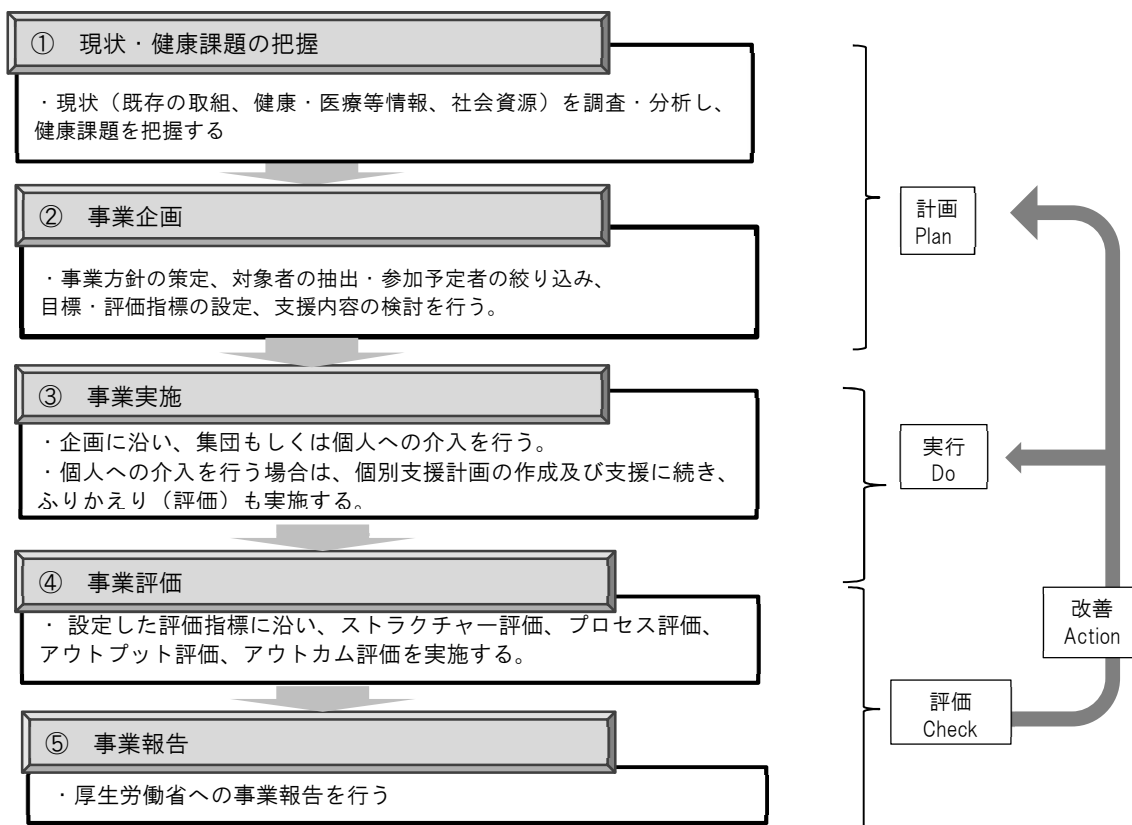 ① 現状・健康課題の把握
・現状（既存の取組、健康・医療等情報、社会資源）を調査・分析し、
健康課題を把握する
② 事業企画
・事業方針の策定、対象者の抽出・参加予定者の絞り込み、
目標・評価指標の設定、支援内容の検討を行う。
計画
Plan
③ 事業実施
・企画に沿い、集団もしくは個人への介入を行う。
・個人への介入を行う場合は、個別支援計画の作成及び支援に続き、
ふりかえり（評価）も実施する。
実行
Do
④ 事業評価
・ 設定した評価指標に沿い、ストラクチャー評価、プロセス評価、
アウトプット評価、アウトカム評価を実施する。
改善
Action
⑤ 事業報告
・厚生労働省への事業報告を行う
評価
Check